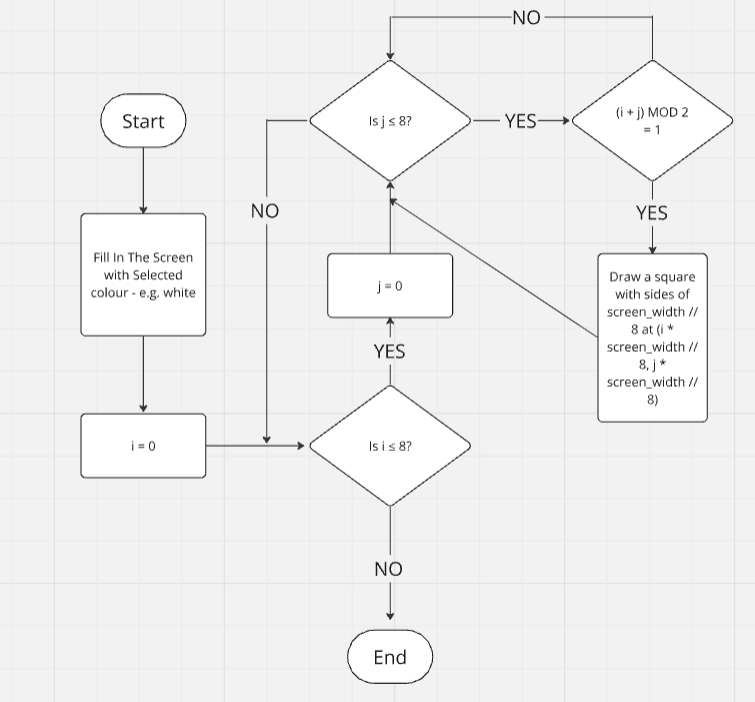 NO
Start
Is j ≤ 8?
YES
(i + j) MOD 2
= 1
NO
YES
Fill In The Screen
with Selected
colour - e.g. white
j = 0
Draw a square
with sides of
screen_width //
8 at (i *
screen_width //
8, j *
screen_width //
8)
YES
i = 0
Is i ≤ 8?
NO
End